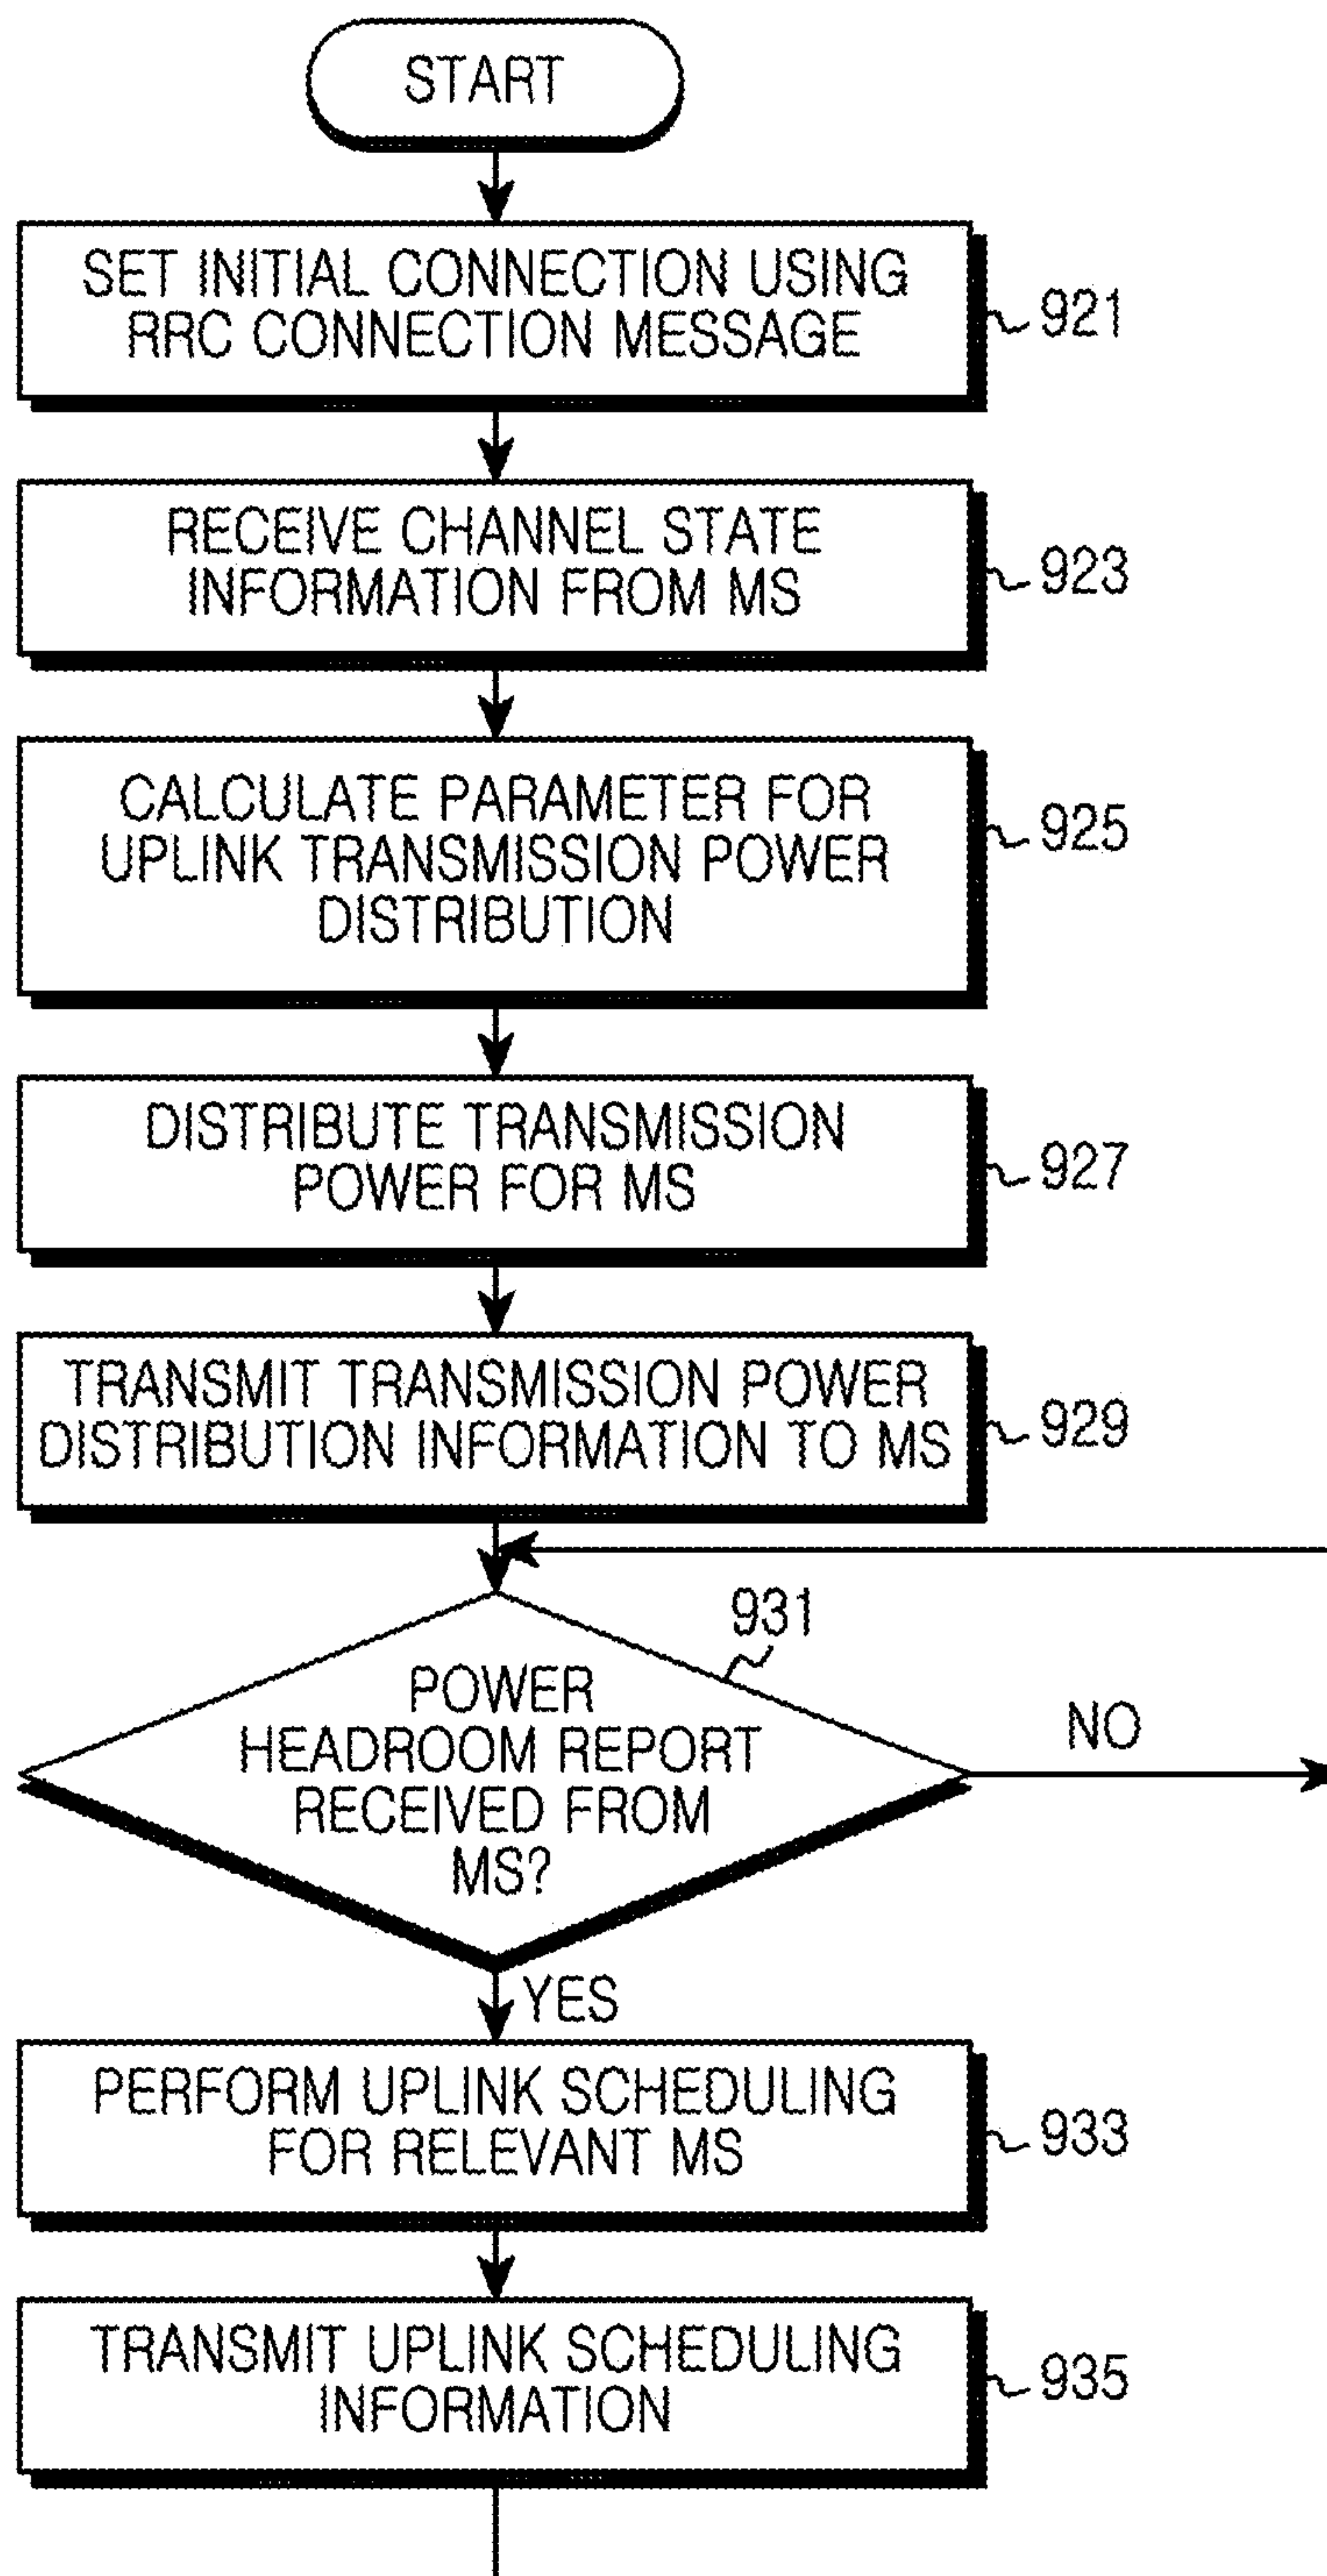 START
SET INITIAL CONNECTION USING
RRC CONNECTION MESSAGE
921
RECEIVE CHANNEL STATE
INFORMATION FROM MS
923
CALCULATE PARAMETER FOR
UPLINK TRANSMISSION POWER
DISTRIBUTION
925
DISTRIBUTE TRANSMISSION
POWER FOR MS
927
TRANSMIT TRANSMISSION POWER
DISTRIBUTION INFORMATION TO MS
929
931
POWER
HEADROOM REPORT
RECEIVED FROM
MS?
NO
YES
PERFORM UPLINK SCHEDULING
FOR RELEVANT MS
933
TRANSMIT UPLINK SCHEDULING
INFORMATION
935